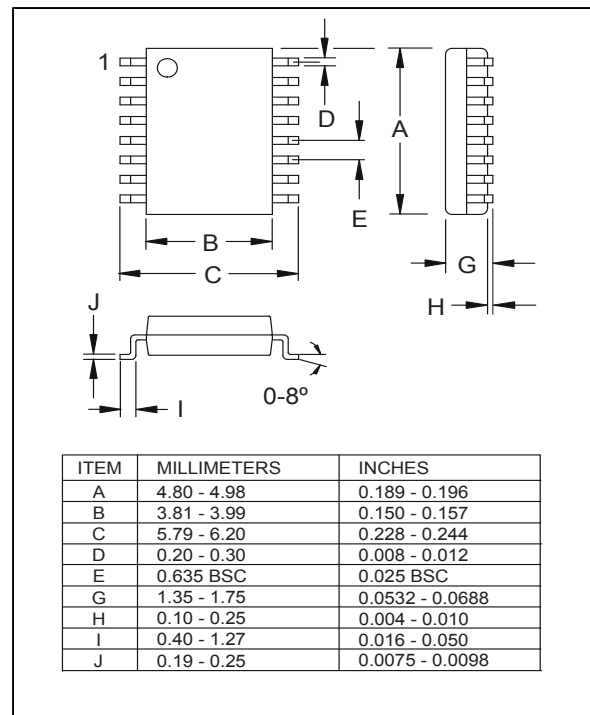 1
D
A
E
B
C
G
H
J
I
0-8º
ITEM MILLIMETERS INCHES
A 4.80 - 4.98 0.189 - 0.196
B 3.81 - 3.99 0.150 - 0.157
C 5.79 - 6.20 0.228 - 0.244
D 0.20 - 0.30 0.008 - 0.012
E 0.635 BSC 0.025 BSC
G 1.35 - 1.75 0.0532 - 0.0688
H 0.10 - 0.25 0.004 - 0.010
I 0.40 - 1.27 0.016 - 0.050
J 0.19 - 0.25 0.0075 - 0.0098